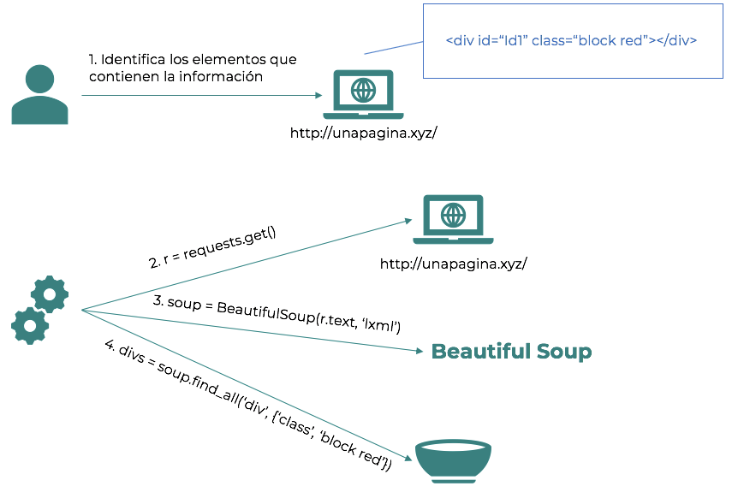 <div id=“Id1” class=“block red”></div>
1. Identifica los elementos que
contienen la información
http://unapagina.xyz/
2. r = requests.get()
http://unapagina.xyz/
3. soup = BeautifulSoup(r.text, ‘lxml’)
Beautiful Soup
4. divs = soup.find_all(‘div’, {‘class’, ‘block red’})